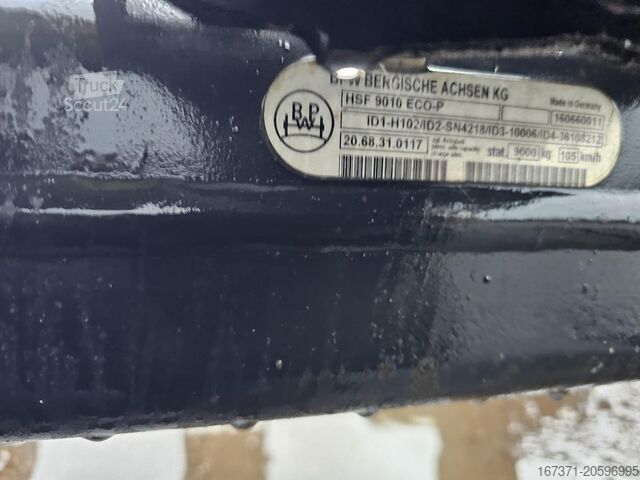 Truck
Scout24
BPW BERGISCHE ACHSEN KG
HSF 9010 ECO-P
Made in Germany
160660011
ID1-H102/ID2-SN4218/ID3-10006/ID4-36108212
BPW
20.68.31.0117
stat. 9000 kg 105 km/h
167371-20596995